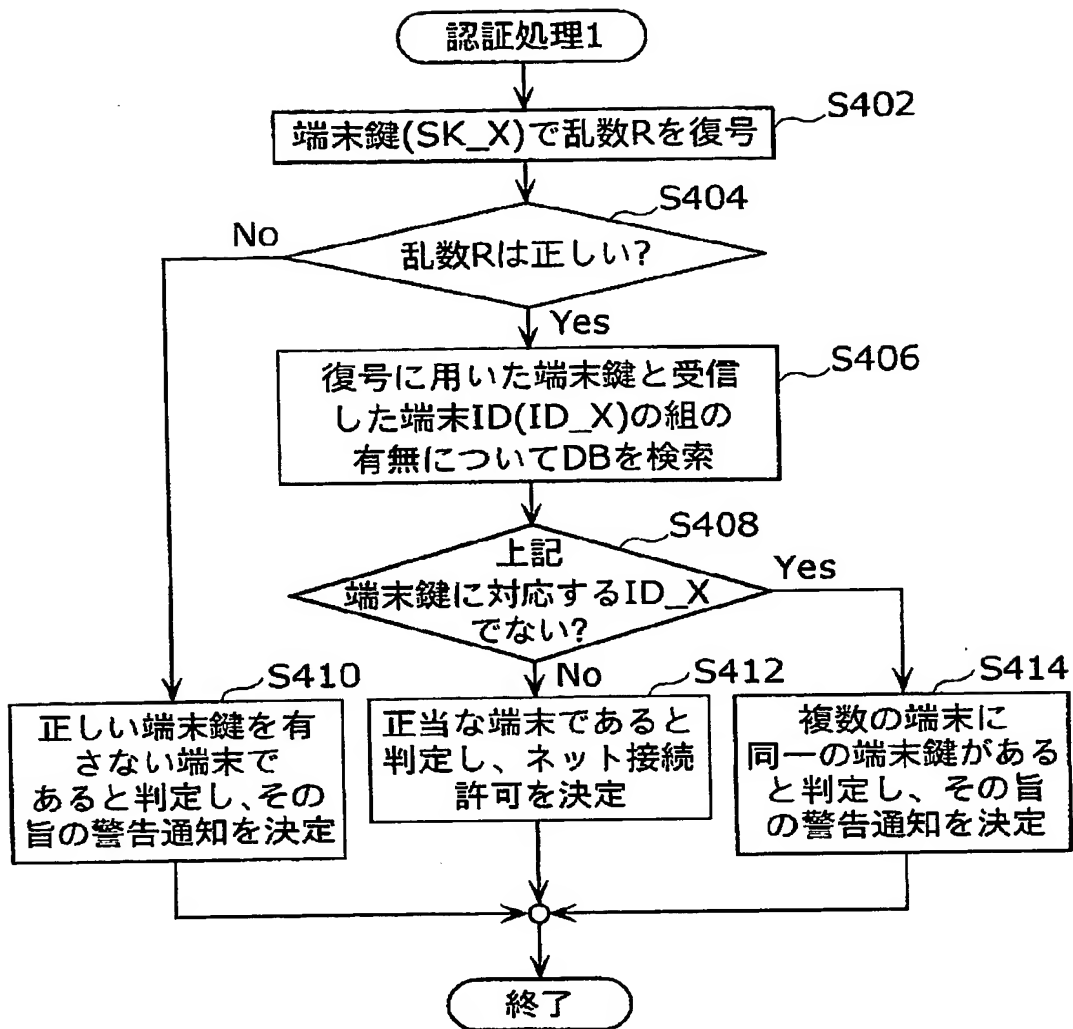 認証処理1
S402
端末鍵(SK_X)で乱数Rを復号
S404
No
乱数Rは正しい?
Yes
S406
復号に用いた端末鍵と受信
した端末ID(ID_X)の組の
有無についてDBを検索
S408
上記
端末鍵に対応するID_X
でない?
Yes
No
S410
正しい端末鍵を有
さない端末で
あると判定し、その
旨の警告通知を決定
S412
正当な端末であると
判定し、ネット接続
許可を決定
S414
複数の端末に
同一の端末鍵がある
と判定し、その旨
の警告通知を決定
終了